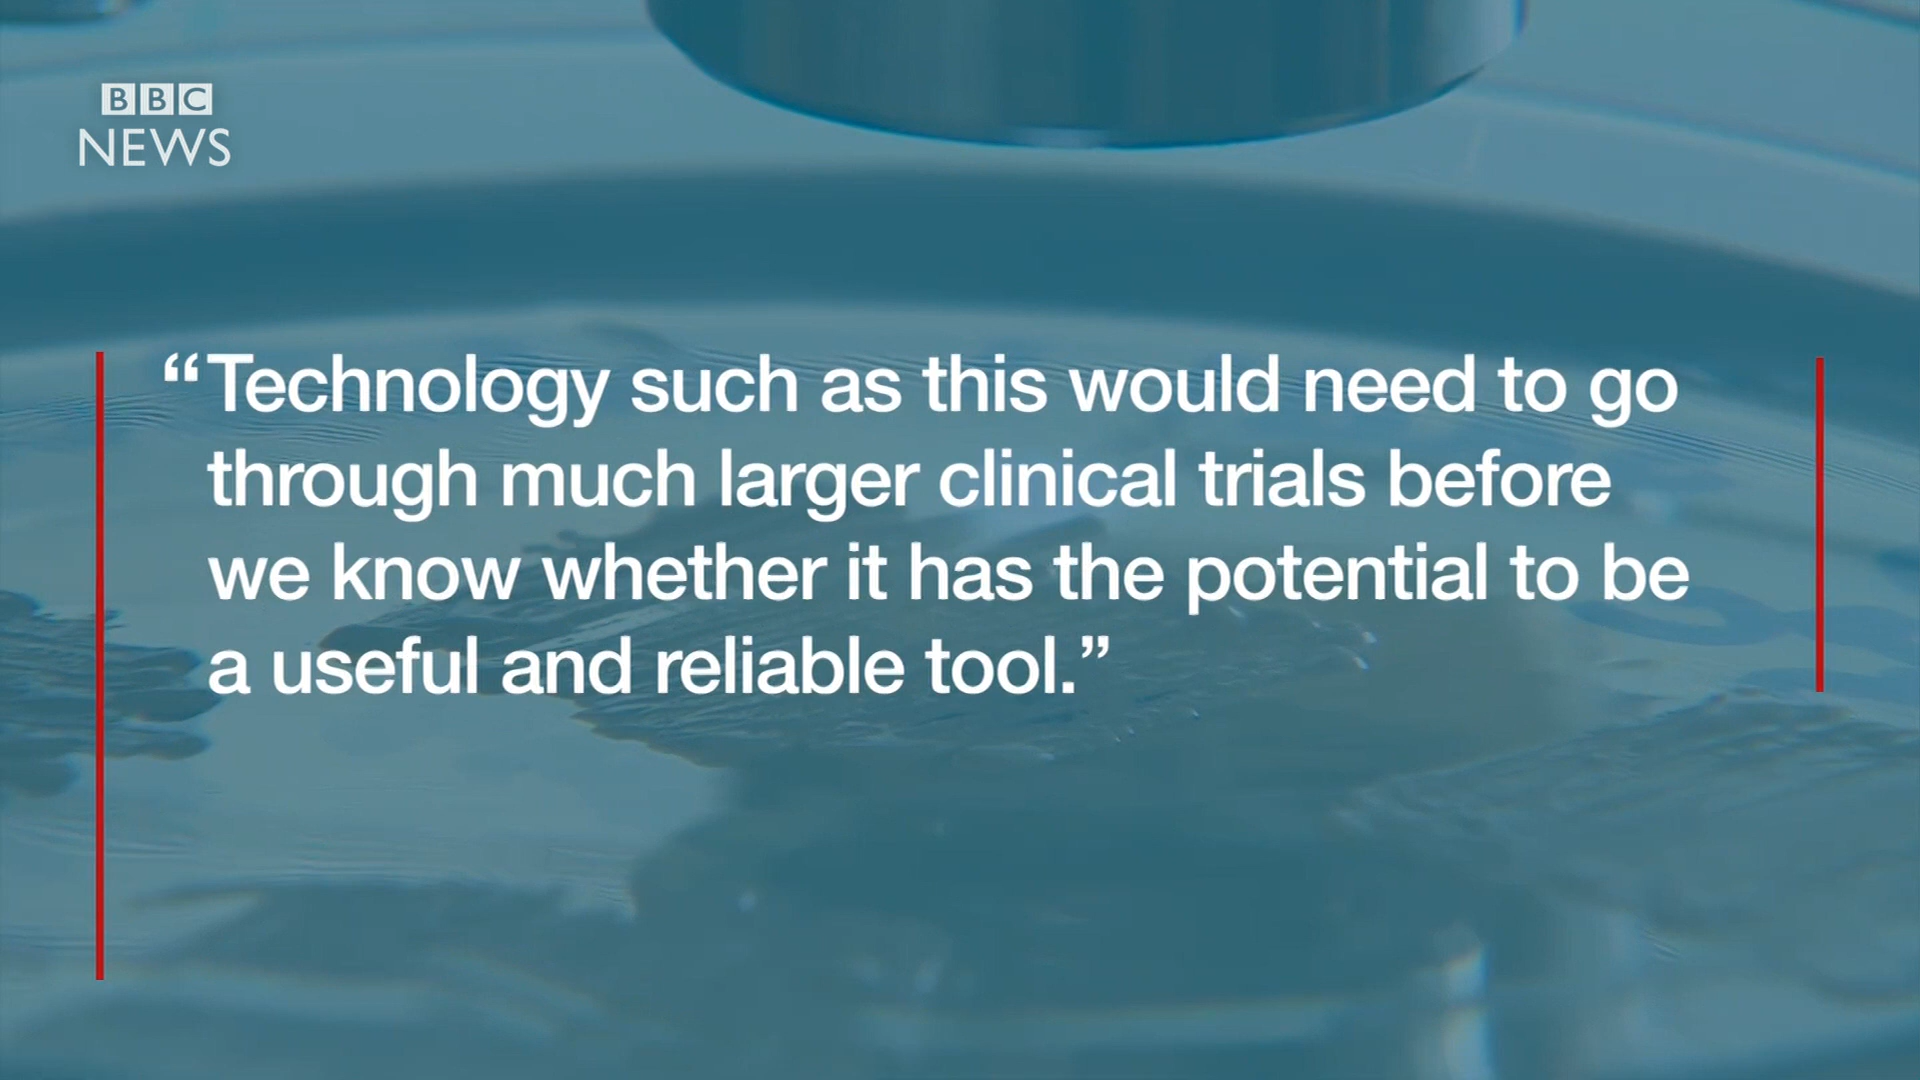 BBC
NEWS
“Technology such as this would need to go
through much larger clinical trials before
we know whether it has the potential to be
a useful and reliable tool.”